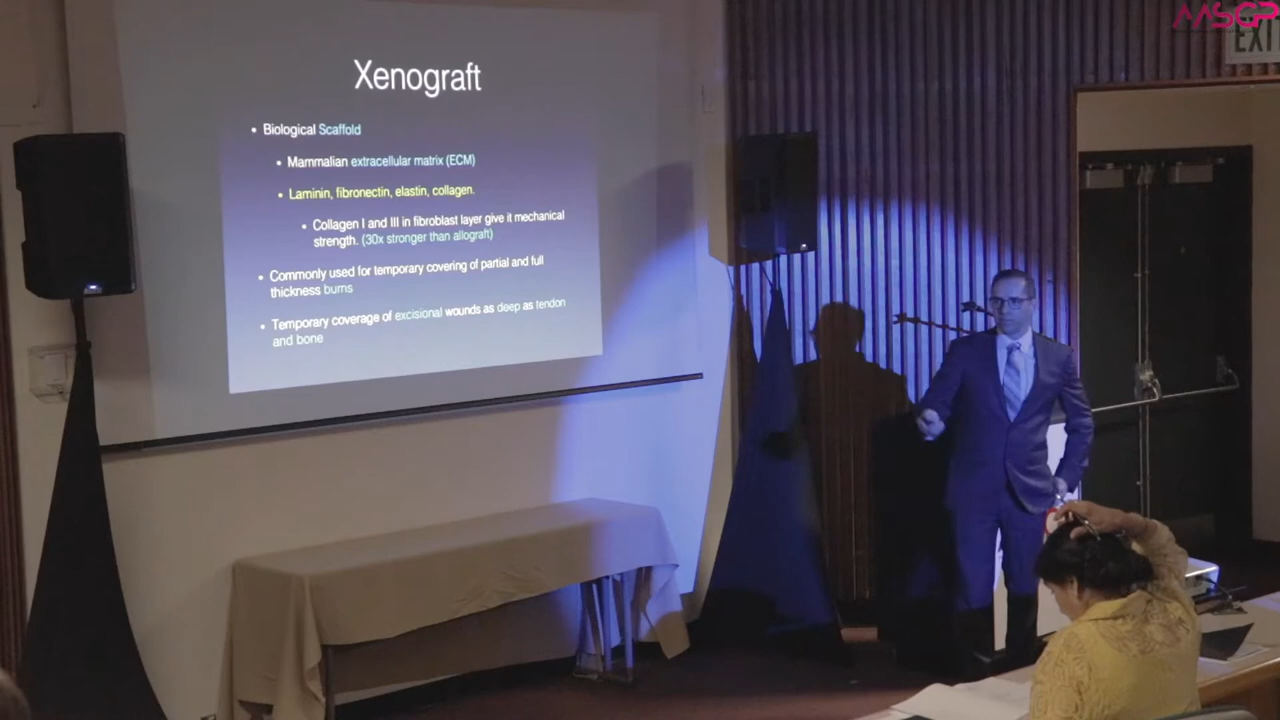 AASCP
EXIT
Xenograft
• Biological Scaffold
• Mammalian extracellular matrix (ECM)
• Laminin, fibronectin, elastin, collagen.
• Collagen I and III in fibroblast layer give it mechanical
strength. (30x stronger than allograft)
• Commonly used for temporary covering of partial and full
thickness burns
• Temporary coverage of excisional wounds as deep as tendon
and bone